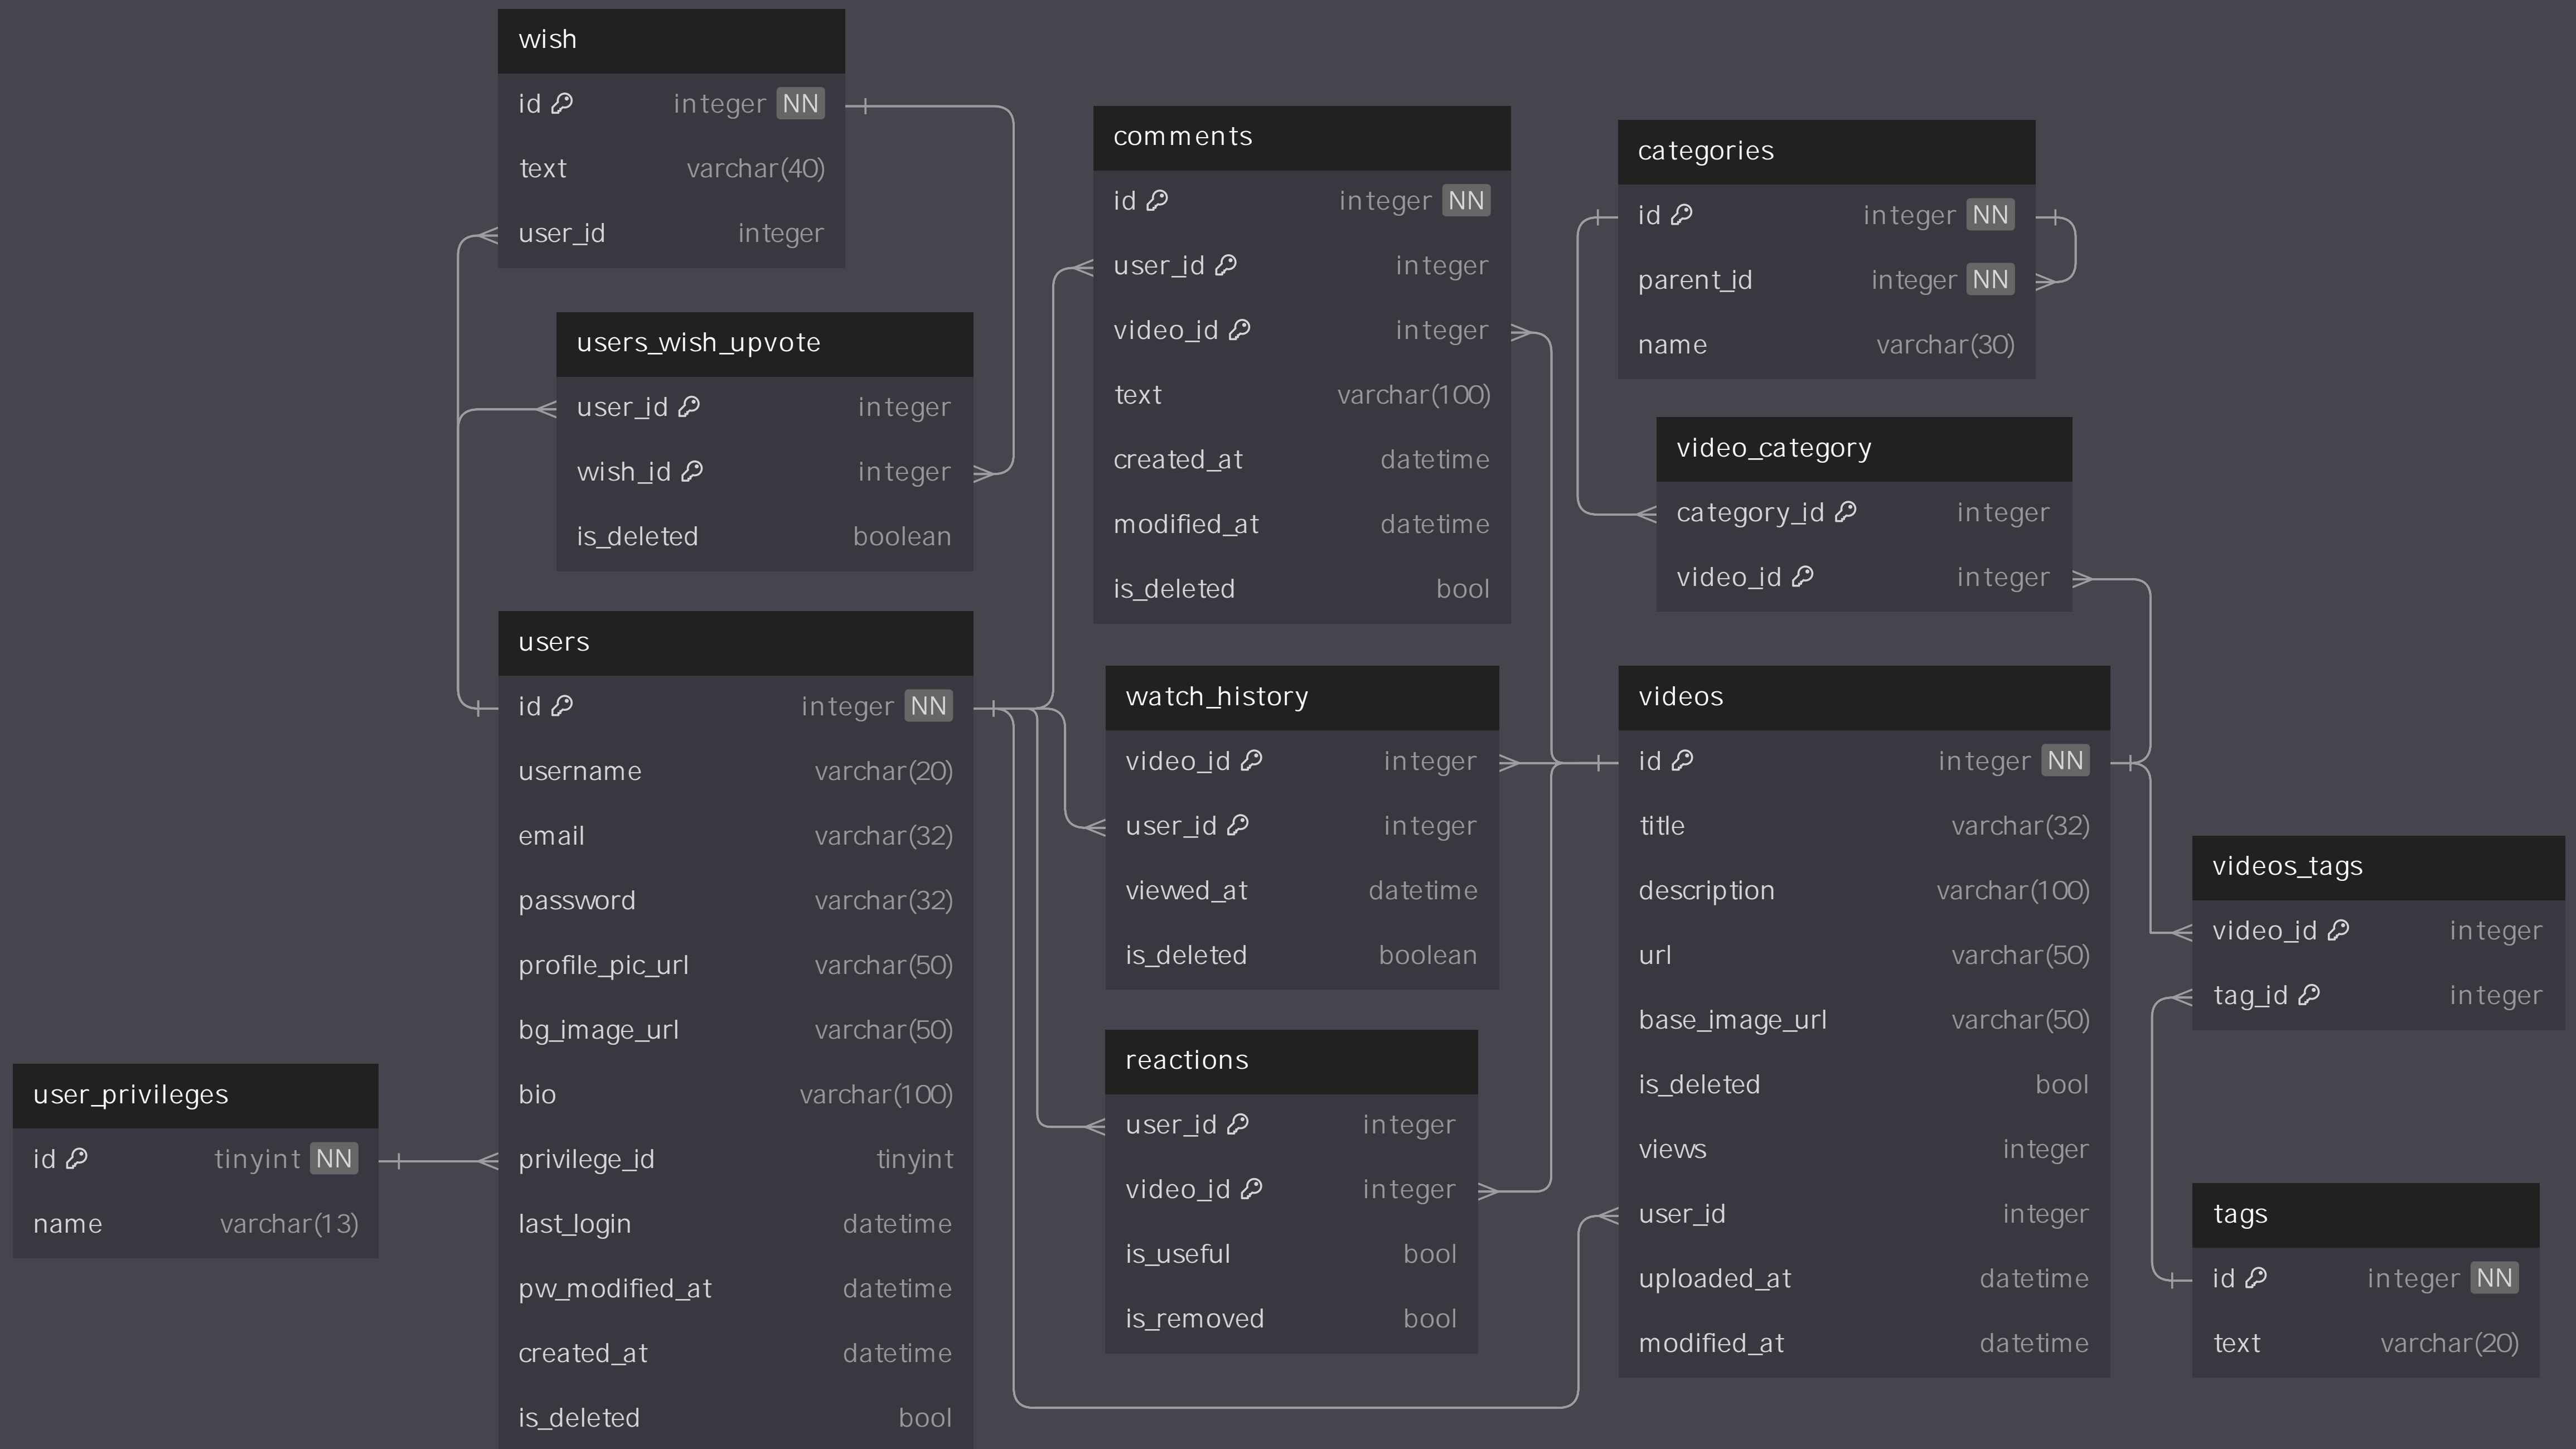 wish
id integer NN
text varchar(40)
user_id integer
users_wish_upvote
user_id integer
wish_id integer
is_deleted boolean
users
id integer NN
username varchar(20)
email varchar(32)
password varchar(32)
profile_pic_url varchar(50)
bg_image_url varchar(50)
bio varchar(100)
privilege_id tinyint
last_login datetime
pw_modified_at datetime
created_at datetime
is_deleted bool
user_privileges
id tinyint NN
name varchar(13)
comments
id integer NN
user_id integer
video_id integer
text varchar(100)
created_at datetime
modified_at datetime
is_deleted bool
watch_history
video_id integer
user_id integer
viewed_at datetime
is_deleted boolean
reactions
user_id integer
video_id integer
is_useful bool
is_removed bool
categories
id integer NN
parent_id integer NN
name varchar(30)
video_category
category_id integer
video_id integer
videos
id integer NN
title varchar(32)
description varchar(100)
url varchar(50)
base_image_url varchar(50)
is_deleted bool
views integer
user_id integer
uploaded_at datetime
modified_at datetime
videos_tags
video_id integer
tag_id integer
tags
id integer NN
text varchar(20)